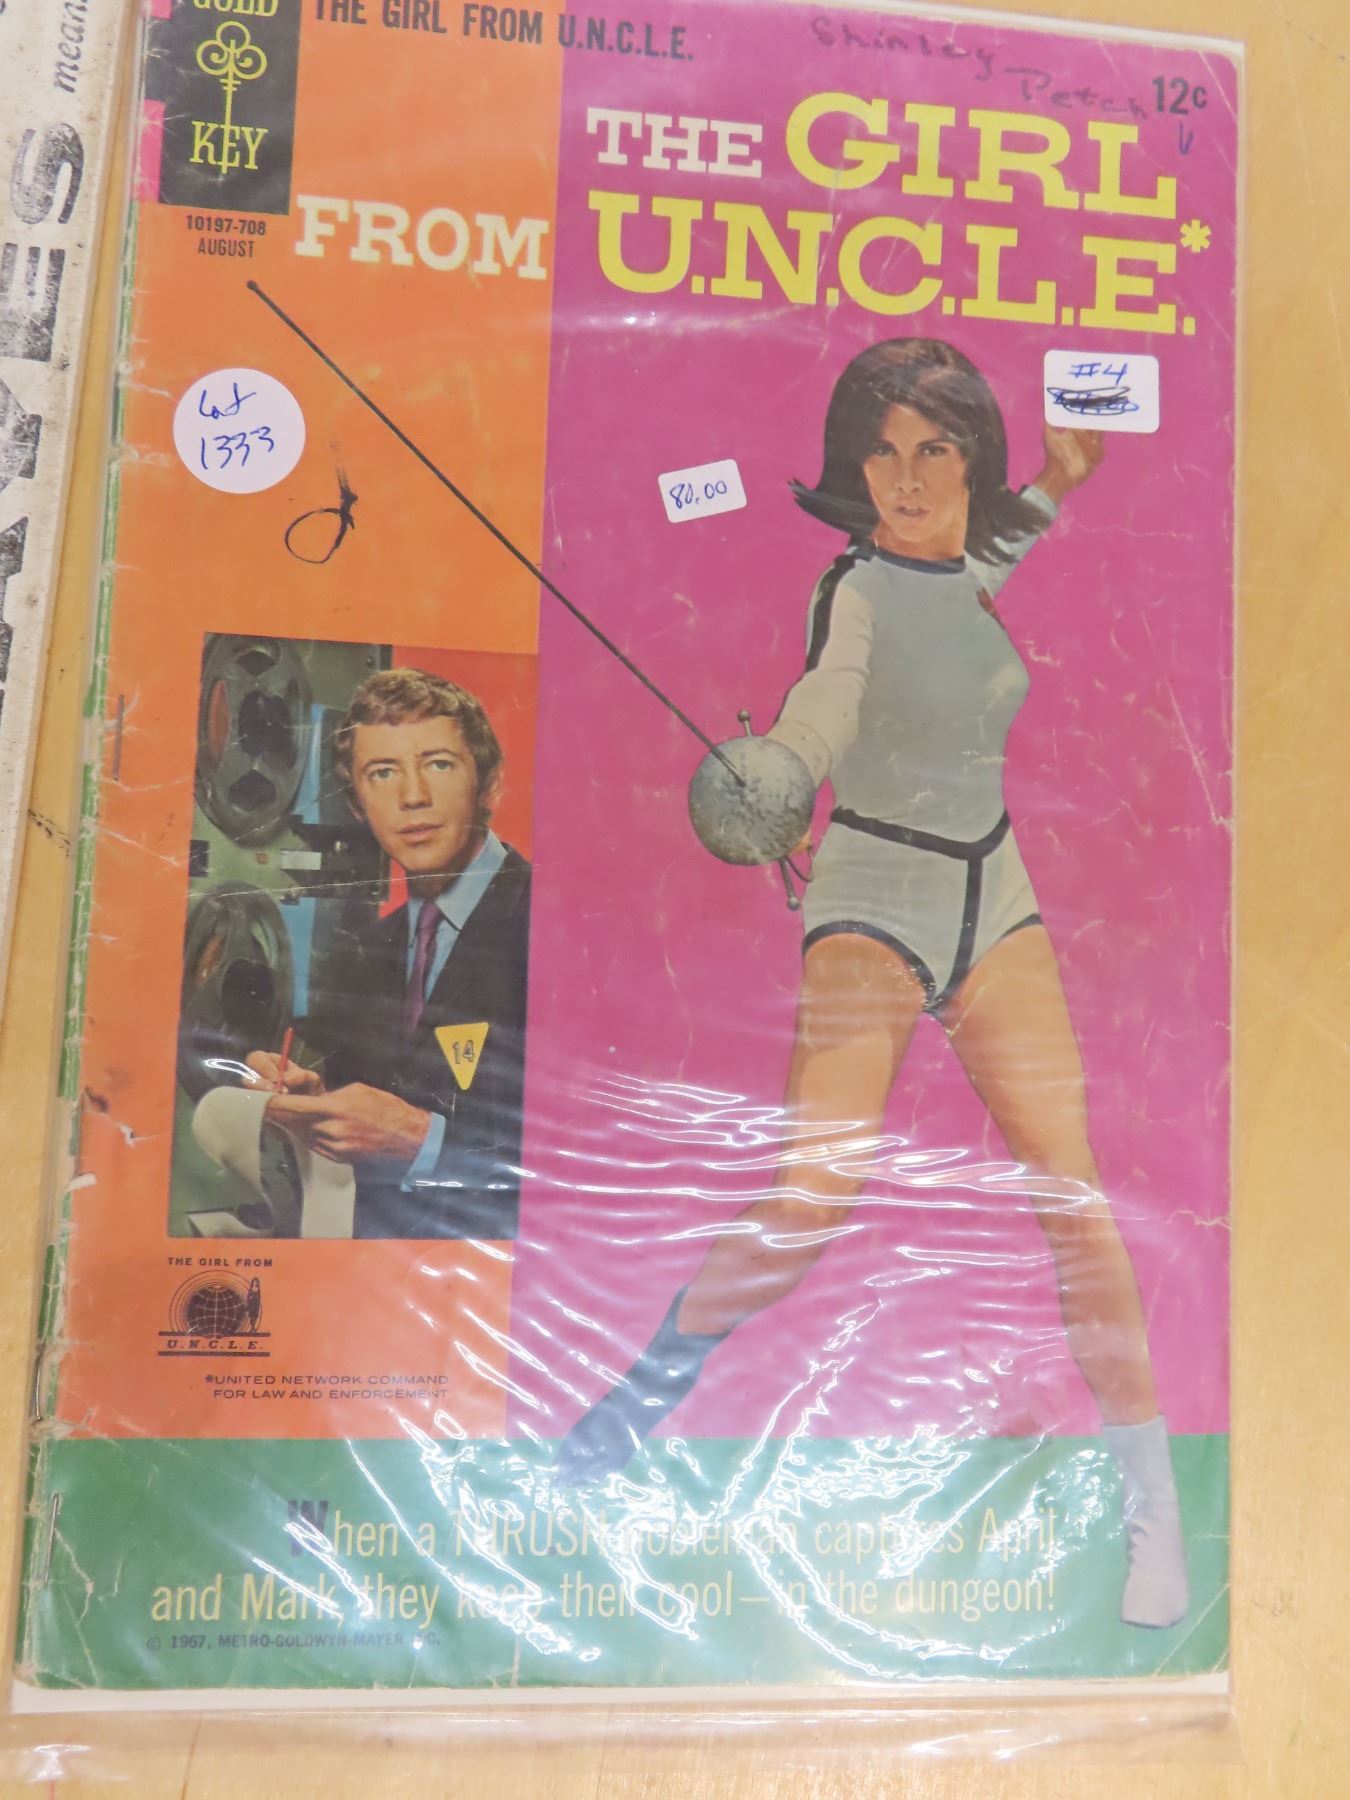 means
THE GIRL FROM U.N.C.L.E.
GOLD
KEY
Shirley
12c
THE GIRL
FROM U.N.C.L.E.*
10197-708
AUGUST
Lot
1333
#4
80.00
14
THE GIRL FROM
U.N.C.L.E.
*UNITED NETWORK COMMAND
FOR LAW AND ENFORCEMENT
When a THRUSH nobleman captures April
and Mark, they keep their cool—in the dungeon!
© 1967, METRO-GOLDWYN-MAYER INC.